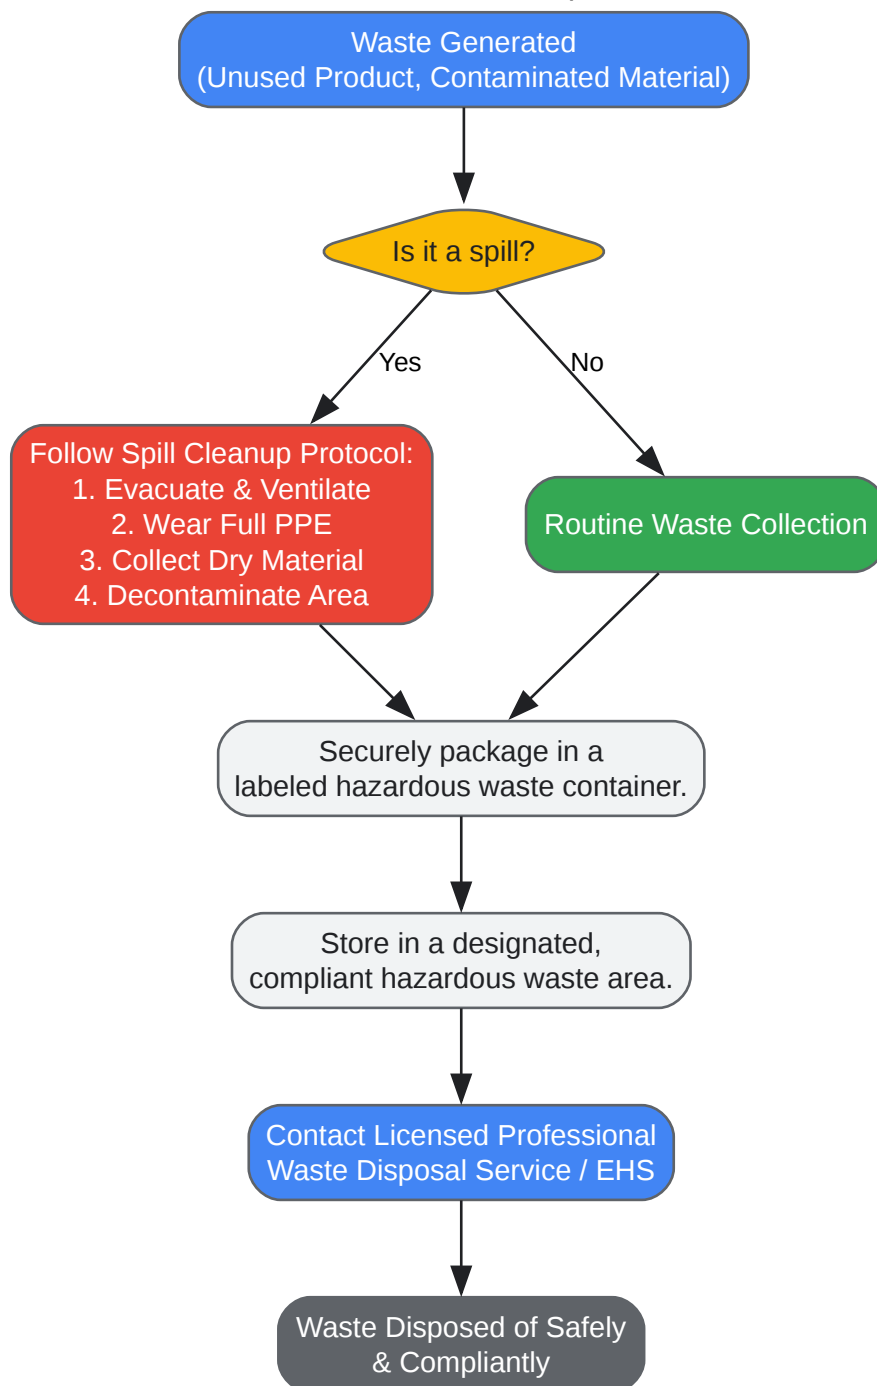 Waste Generated
(Unused Product, Contaminated Material)
Is it a spill?
Yes
No
Follow Spill Cleanup Protocol:
1. Evacuate & Ventilate
2. Wear Full PPE
3. Collect Dry Material
4. Decontaminate Area
Routine Waste Collection
Securely package in a
labeled hazardous waste container.
Store in a designated,
compliant hazardous waste area.
Contact Licensed Professional
Waste Disposal Service / EHS
Waste Disposed of Safely
& Compliantly